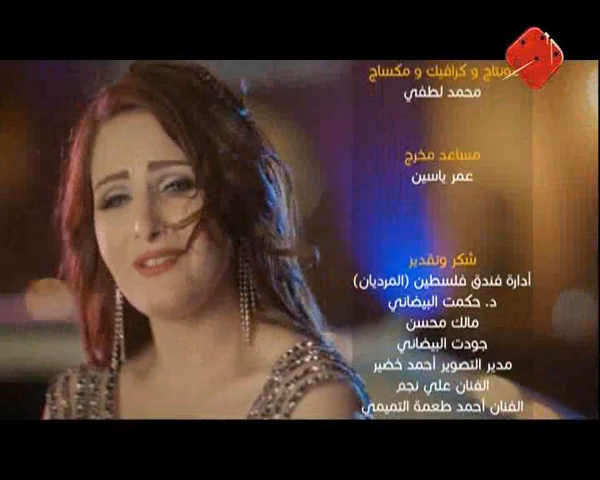 مونتاج و كرافيك و مكساج
محمد لطفي
مساعد مخرج
عمر ياسين
شكر وتقدير
أدارة فندق فلسطين (المرديان)
د. حكمت البيضاني
مالك محسن
جودت البيضاني
مدير التصوير أحمد خضير
الفنان علي نجم
الفنان أحمد طعمة التميمي